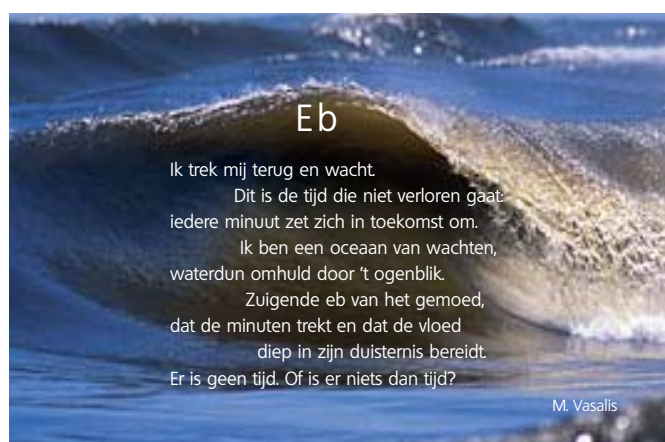 Eb
Ik trek mij terug en wacht.
Dit is de tijd die niet verloren gaat:
iedere minuut zet zich in toekomst om.
Ik ben een oceaan van wachten,
waterdun omhuld door 't ogenblik.
Zuigende eb van het gemoed,
dat de minuten trekt en dat de vloed
diep in zijn duisternis bereidt.
Er is geen tijd. Of is er niets dan tijd?
M. Vasalis